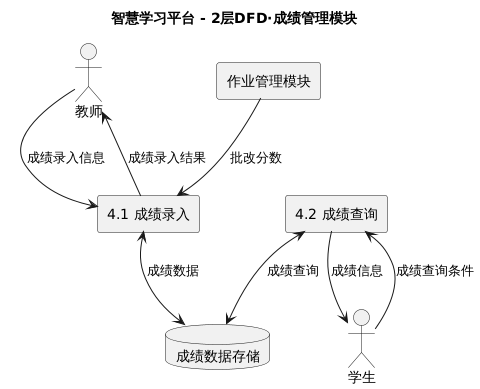 智慧学习平台 - 2层DFD·成绩管理模块
教师
作业管理模块
成绩录入信息
成绩录入结果
批改分数
4.1 成绩录入
4.2 成绩查询
成绩数据
成绩查询
成绩信息
成绩查询条件
成绩数据存储
学生